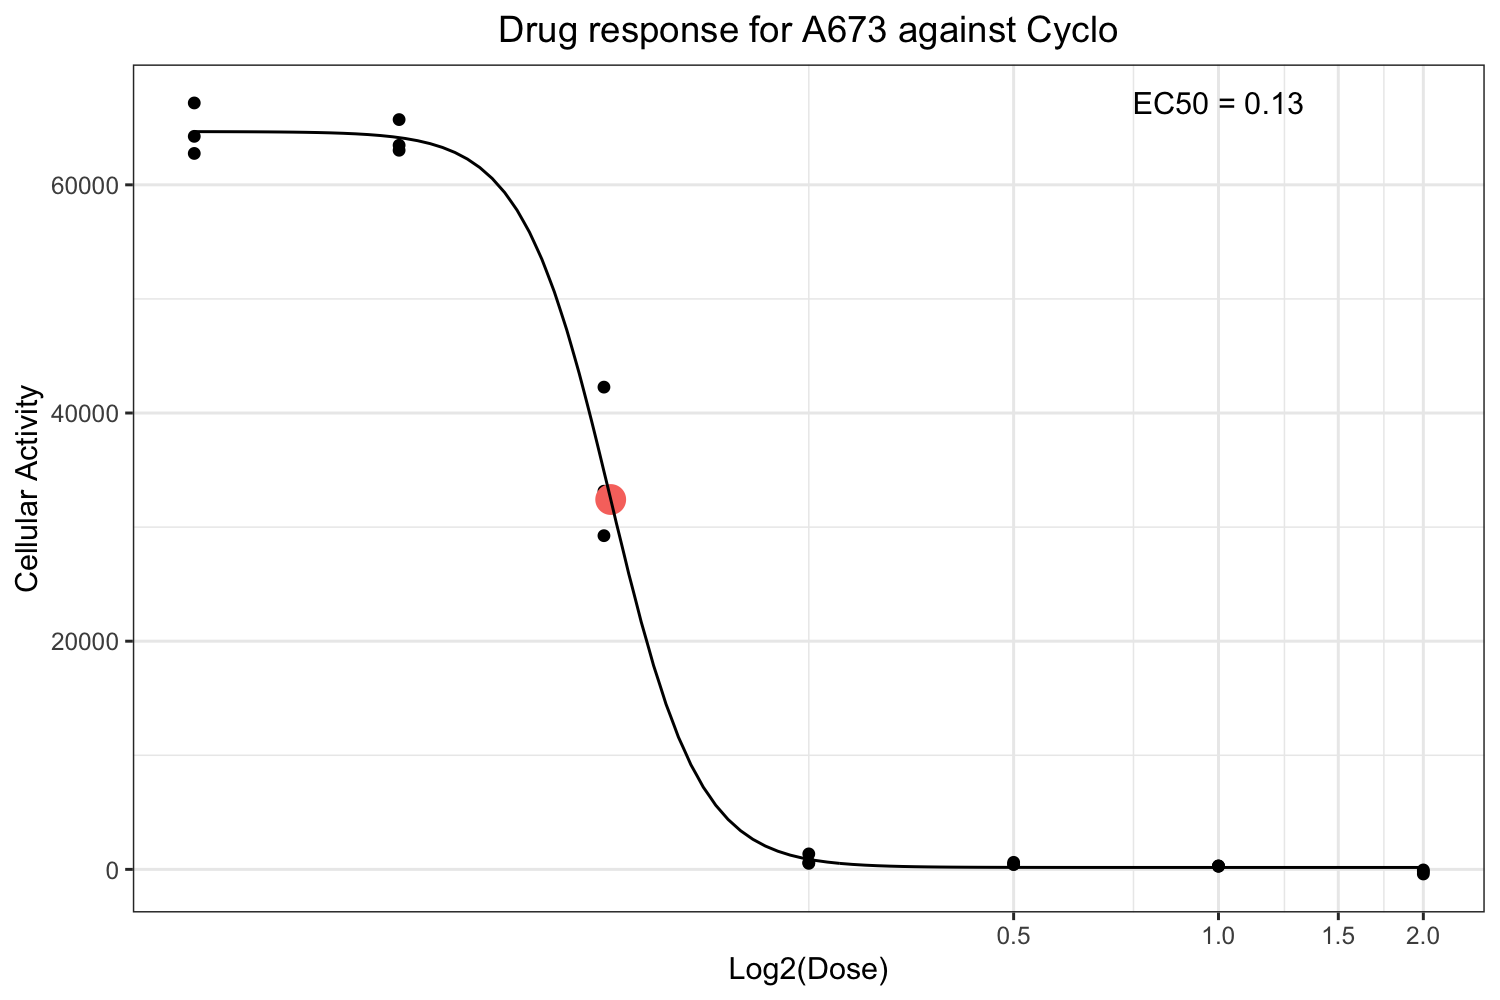 Drug response for A673 against Cyclo
EC50 = 0.13
60000
40000
20000
0
Cellular Activity
0.5 1.0 1.5 2.0
Log2(Dose)